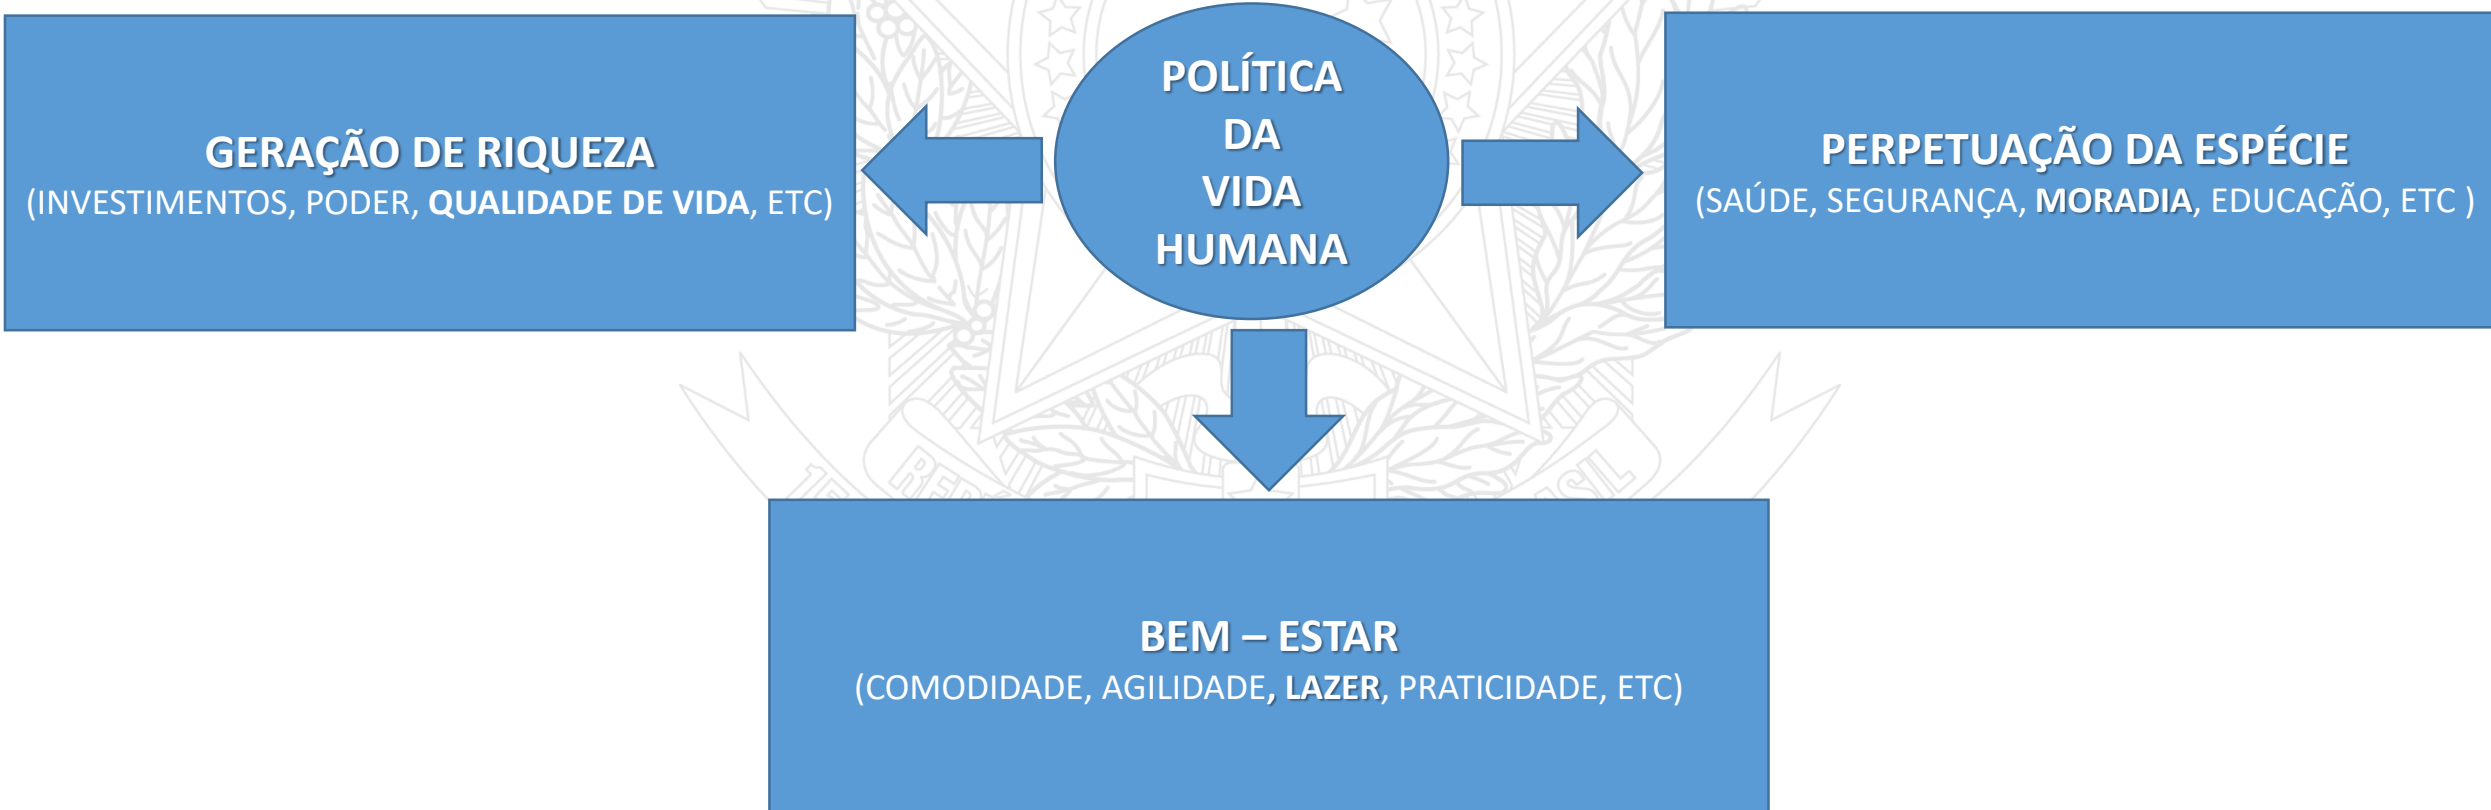 POLÍTICA
DA
VIDA
HUMANA
GERAÇÃO DE RIQUEZA
(INVESTIMENTOS, PODER, QUALIDADE DE VIDA, ETC)
PERPETUAÇÃO DA ESPÉCIE
(SAÚDE, SEGURANÇA, MORADIA, EDUCAÇÃO, ETC )
BEM – ESTAR
(COMODIDADE, AGILIDADE, LAZER, PRATICIDADE, ETC)